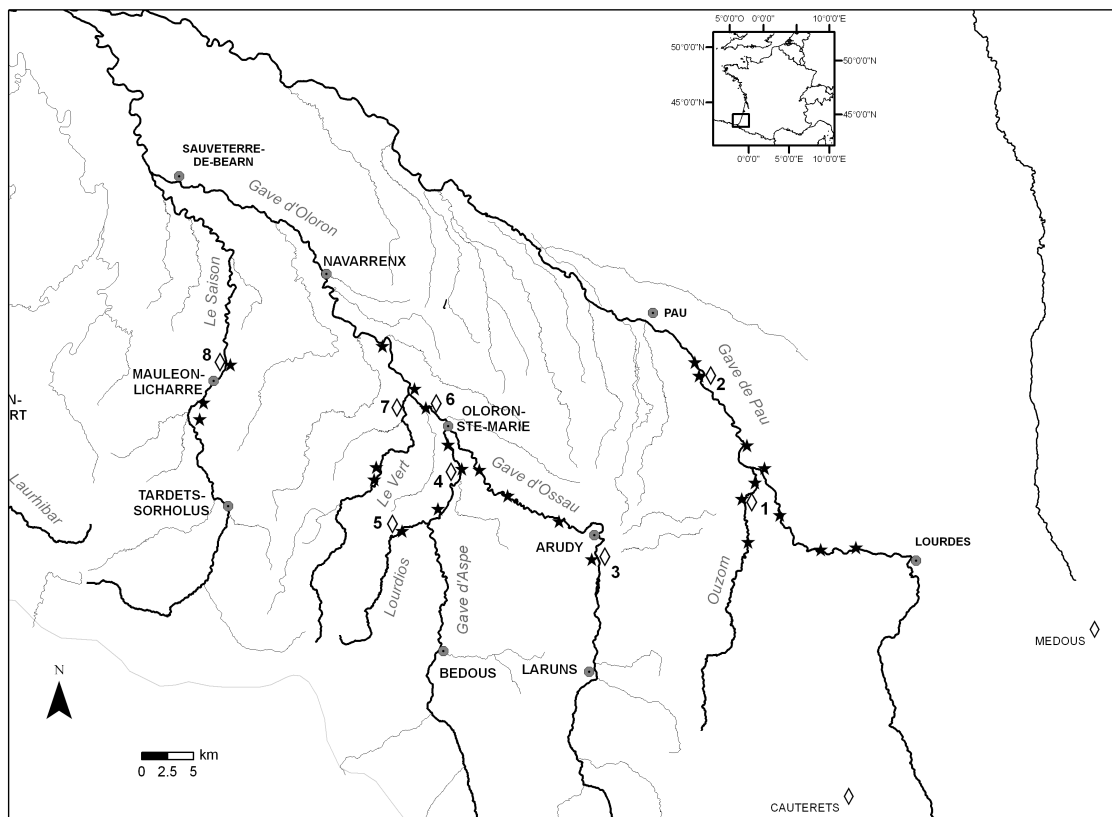 5°0'0"O 0°0'0" 10°0'0"E
50°0'0"N
50°0'0"N
45°0'0"N
45°0'0"N
0°0'0" 5°0'0"E 10°0'0"E
SAUVETERRE-
DE-BEARN
Gave d'Oloron
NAVARRENX
Le Saison
PAU
Gave de Pau
8
MAULEON-
LICHARRE
2
N-
RT
7
6
OLORON-
STE-MARIE
Le Vert
4
Gave d'Ossau
Laurhibar
TARDETS-
SORHOLUS
5
1
ARUDY
3
LOURDES
Lourdios
Gave d'Aspe
Ouzom
MEDOUS
BEDOUS
LARUNS
N
km
0 2.5 5
CAUTERETS